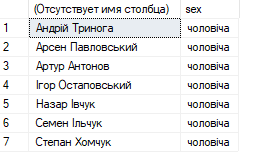 (Отсутствует имя столбца) sex
1 Андрій Тринога чоловіча
2 Арсен Павловський чоловіча
3 Артур Антонов чоловіча
4 Ігор Остаповський чоловіча
5 Назар Івчук чоловіча
6 Семен Ільчук чоловіча
7 Степан Хомчук чоловіча